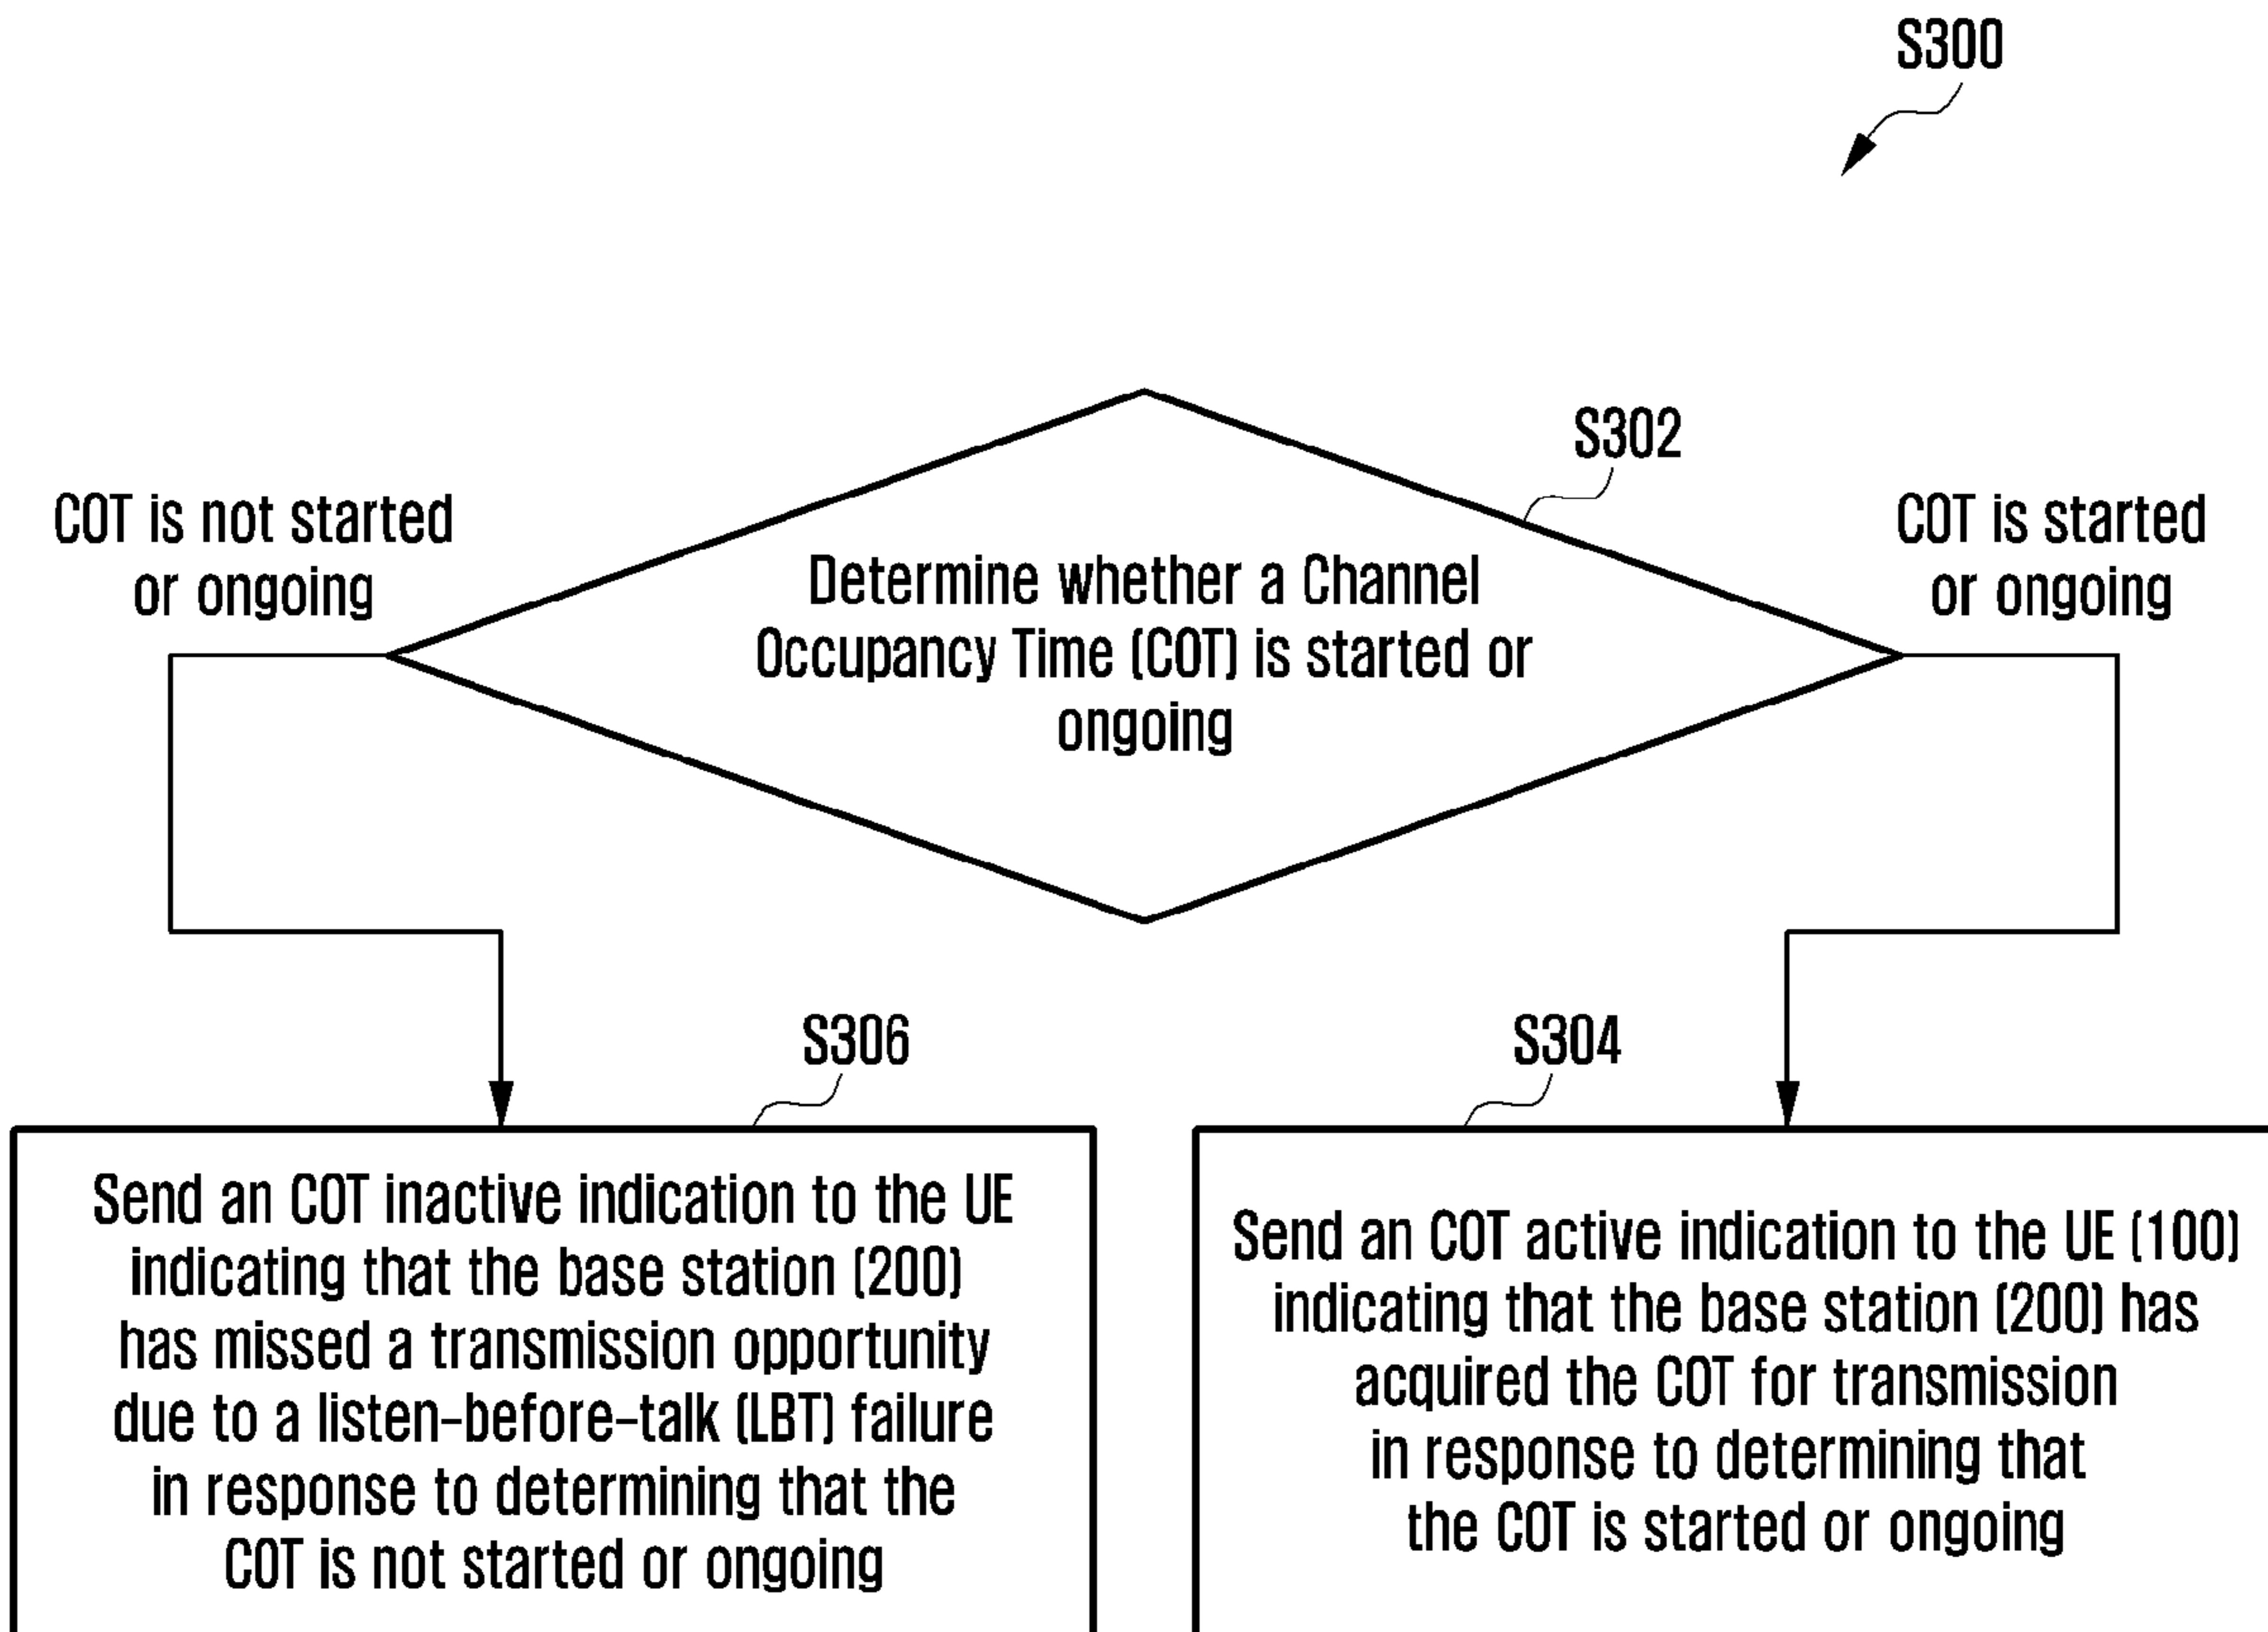 S300
S302
COT is not started
or ongoing
Determine whether a Channel
Occupancy Time (COT) is started or
ongoing
COT is started
or ongoing
S306
Send an COT inactive indication to the UE
indicating that the base station (200)
has missed a transmission opportunity
due to a listen-before-talk (LBT) failure
in response to determining that the
COT is not started or ongoing
S304
Send an COT active indication to the UE (100)
indicating that the base station (200) has
acquired the COT for transmission
in response to determining that
the COT is started or ongoing